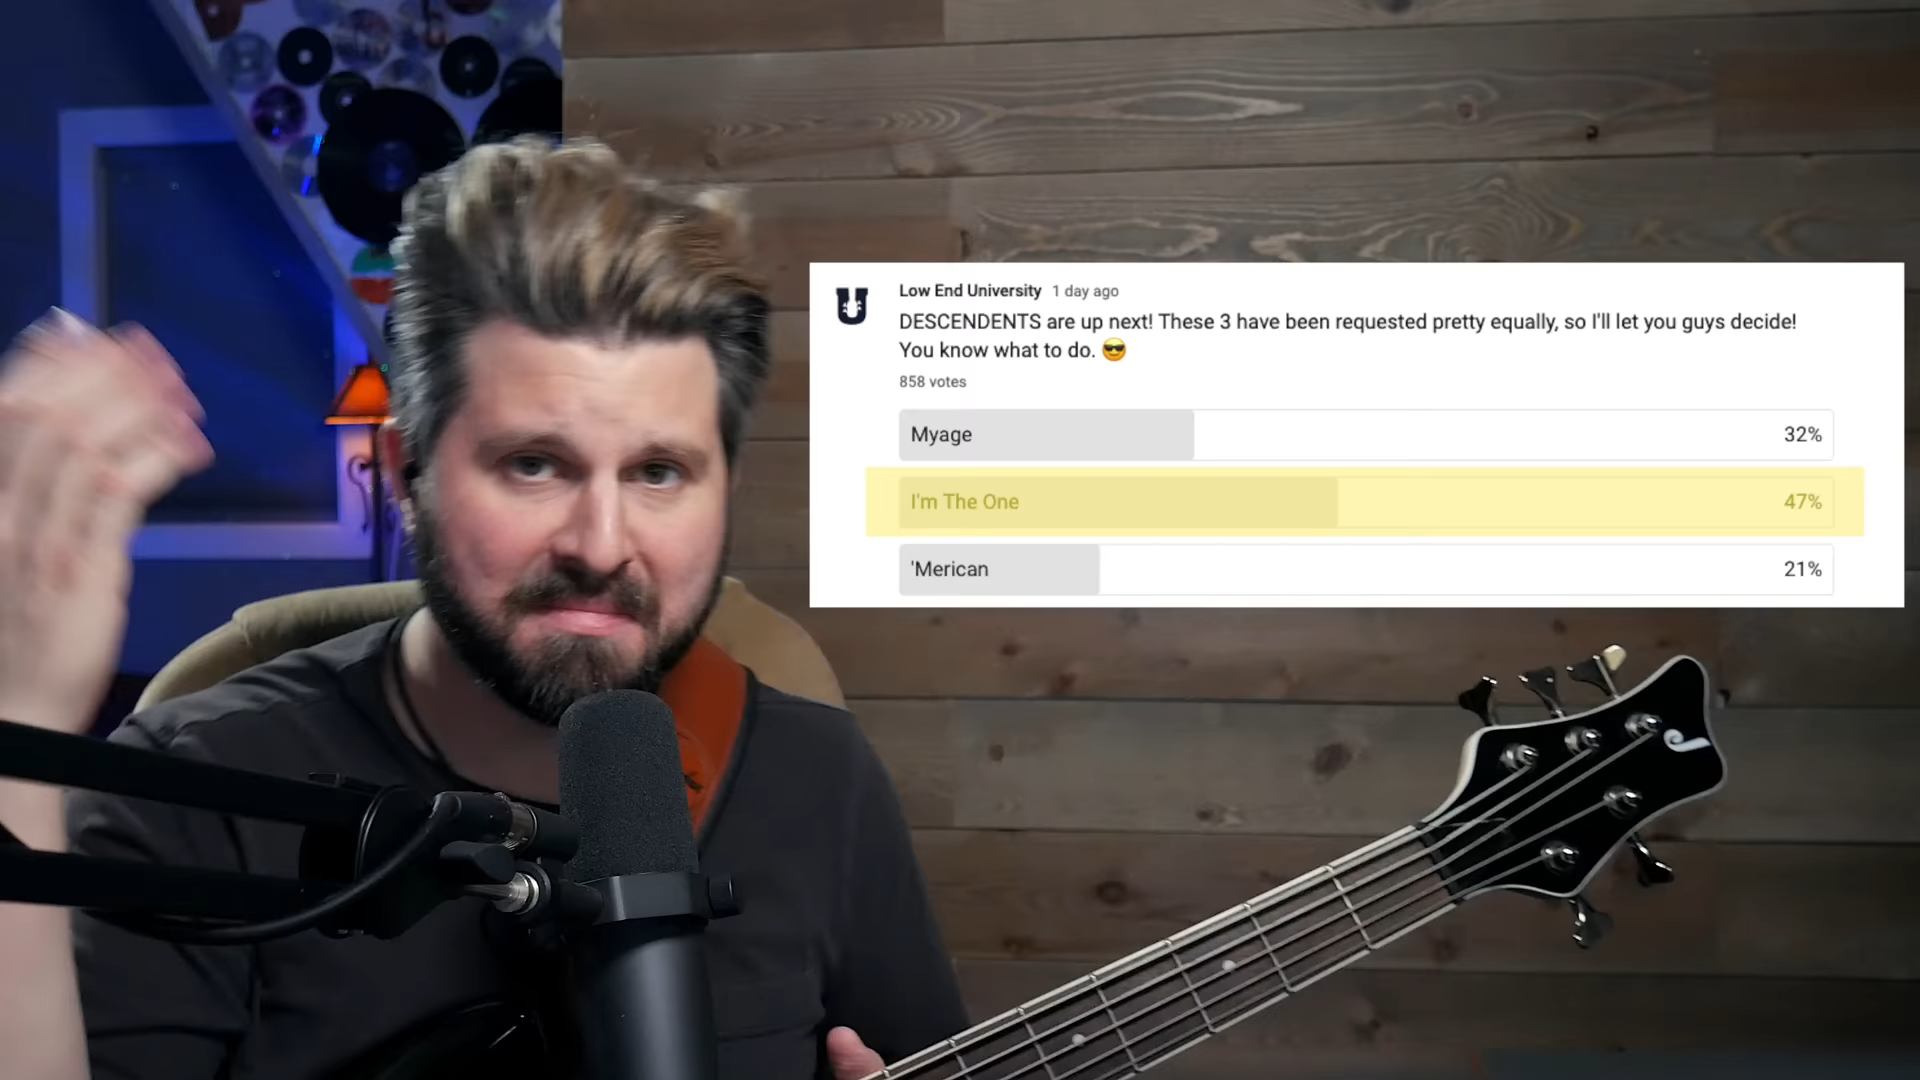 Low End University 1 day ago
DESCENDENTS are up next! These 3 have been requested pretty equally, so I'll let you guys decide!
You know what to do. 😎
858 votes
Myage 32%
I'm The One 47%
'Merican 21%